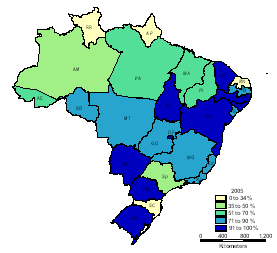 RR
AP
AM
PA
MA
PI
AC
RO
MT
GO
MG
SP
2005
0 to 34 %
35 to 50 %
51 to 70 %
71 to 90 %
91 to 100 %
0 400 800 1.200
Kilometers